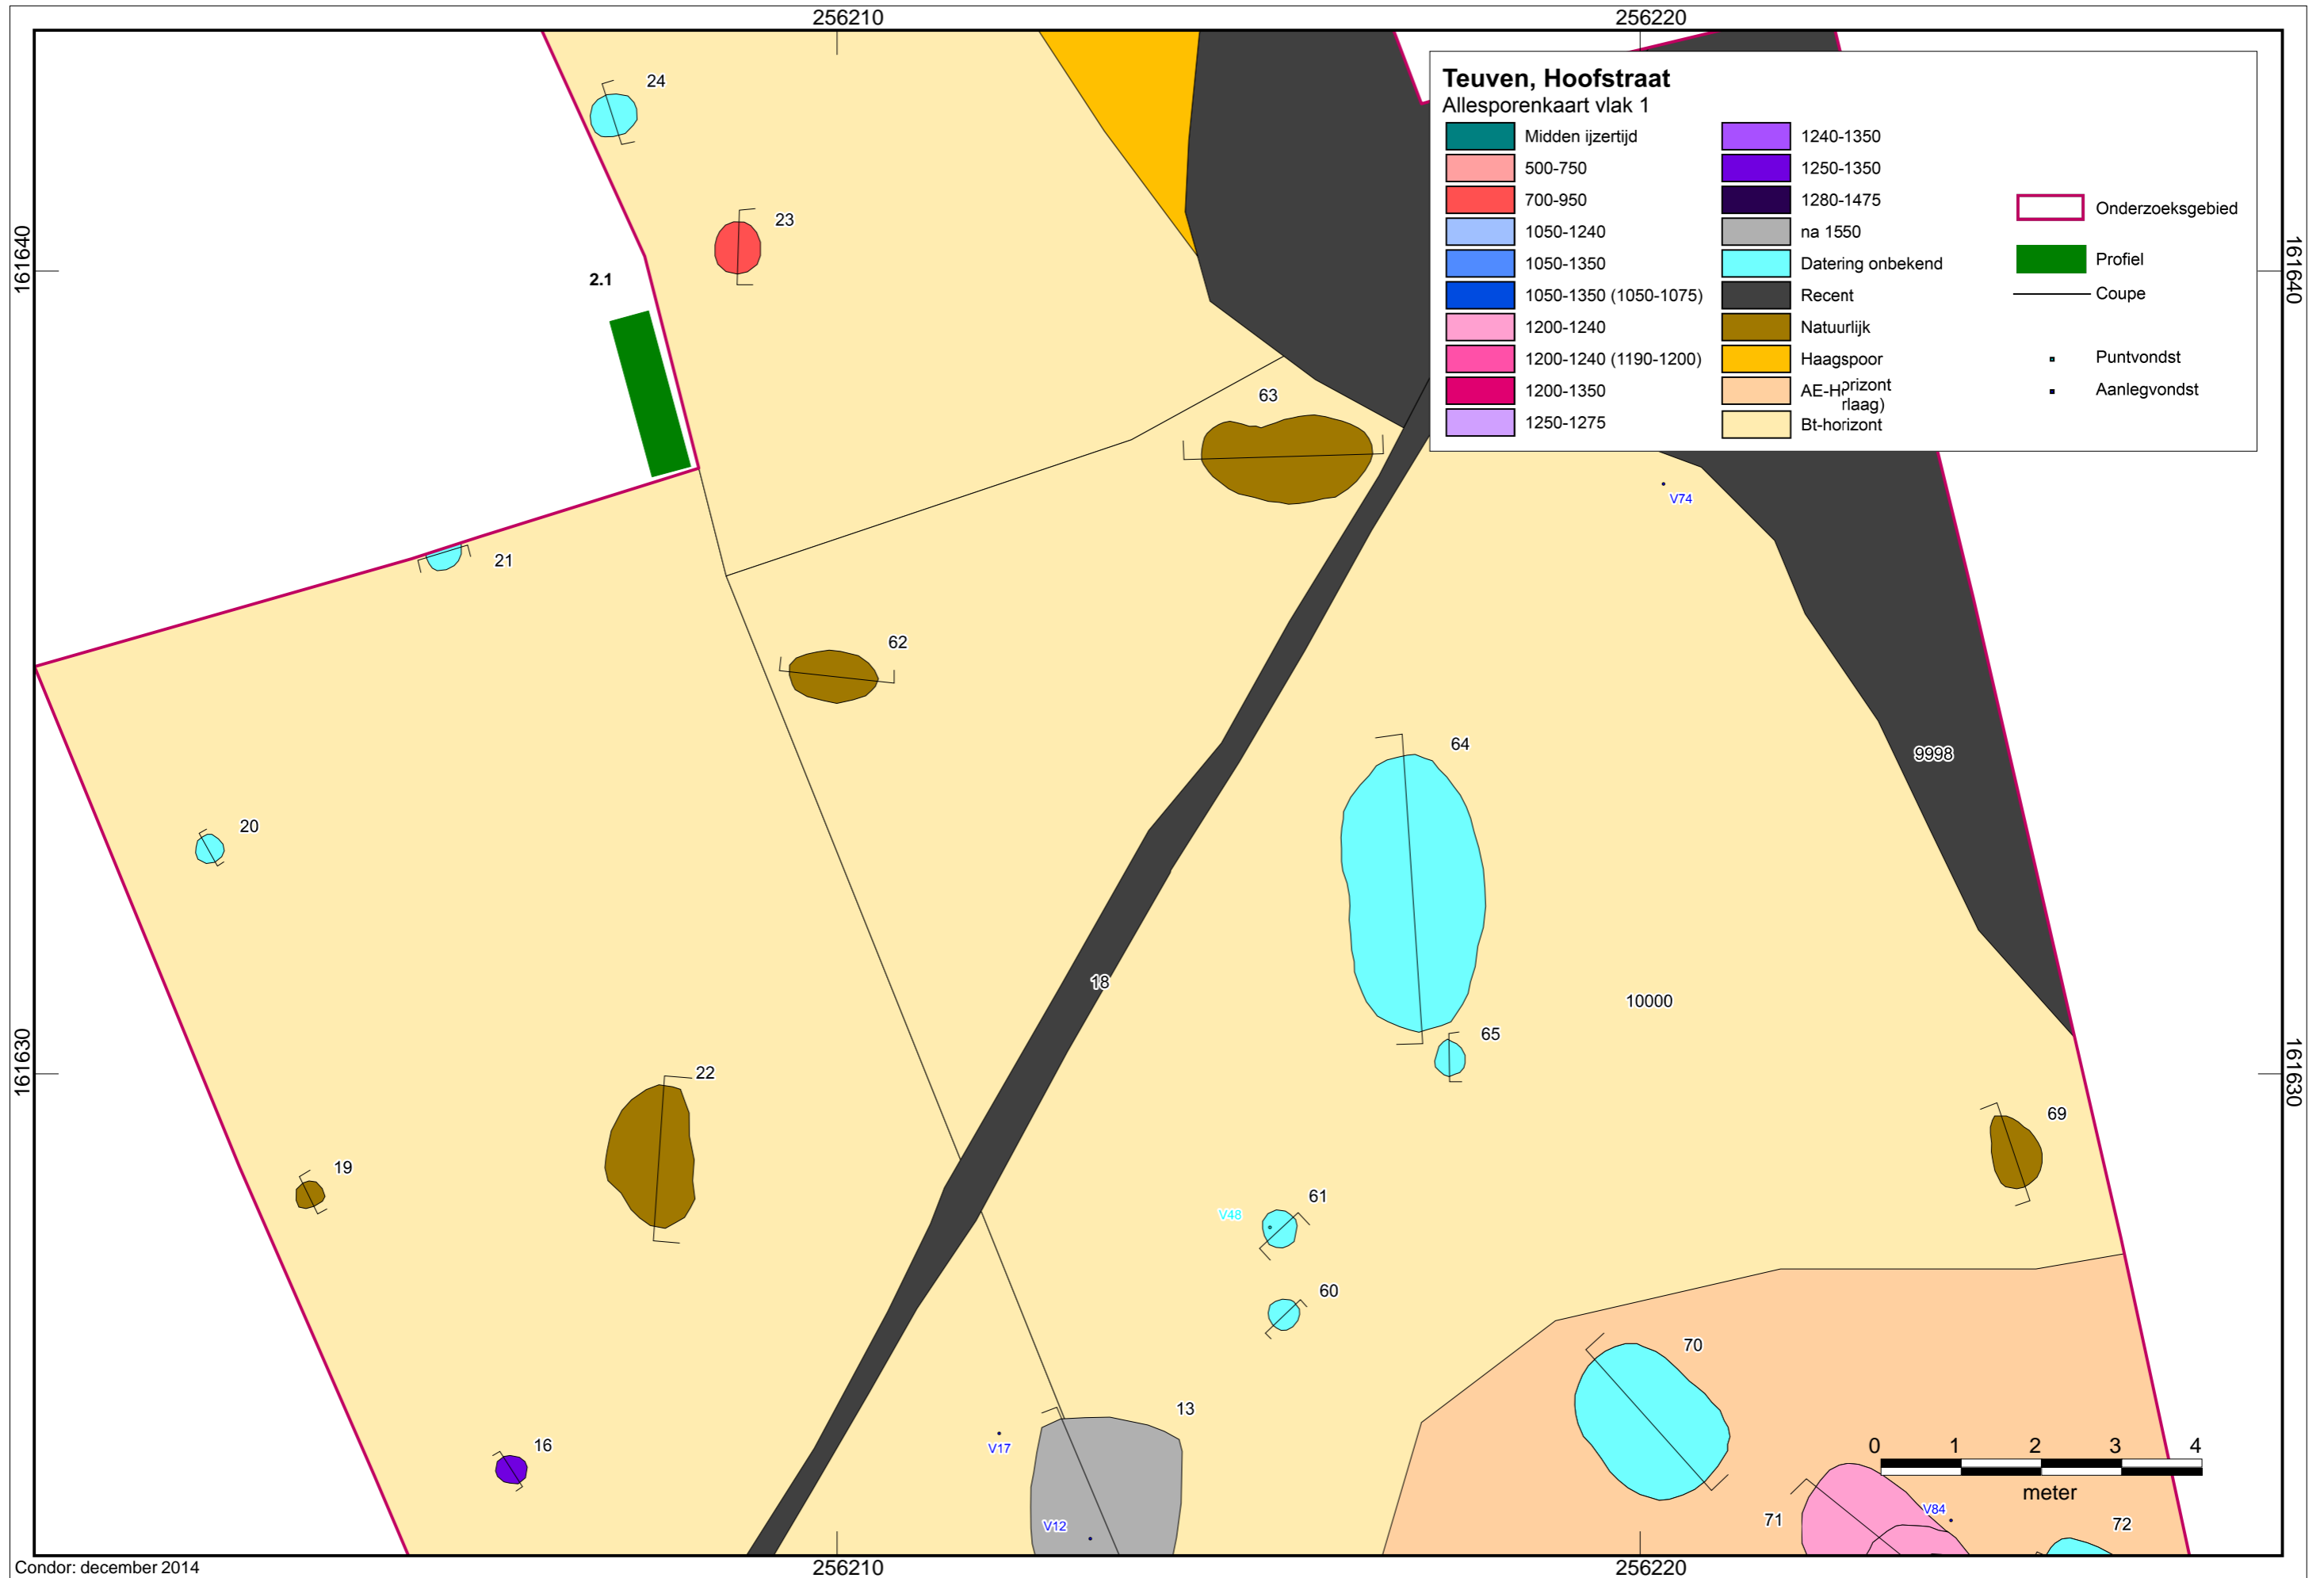 256210
256220
Teuven, Hoofstraat
Allesporenkaart vlak 1
Midden ijzertijd
500-750
700-950
1050-1240
1050-1350
1050-1350 (1050-1075)
1200-1240
1200-1240 (1190-1200)
1200-1350
1250-1275
1240-1350
1250-1350
1280-1475
na 1550
Datering onbekend
Recent
Natuurlijk
Haagspoor
AE-Horizont
rlaag)
Bt-horizont
Onderzoeksgebied
Profiel
Coupe
Puntvondst
Aanlegvondst
24
23
161640
161640
2.1
63
V74
21
62
64
9998
20
18
10000
65
161630
161630
22
69
19
61
V48
60
70
13
16
V17
0 1 2 3 4
meter
V12
71
V84
72
Condor: december 2014
256210
256220